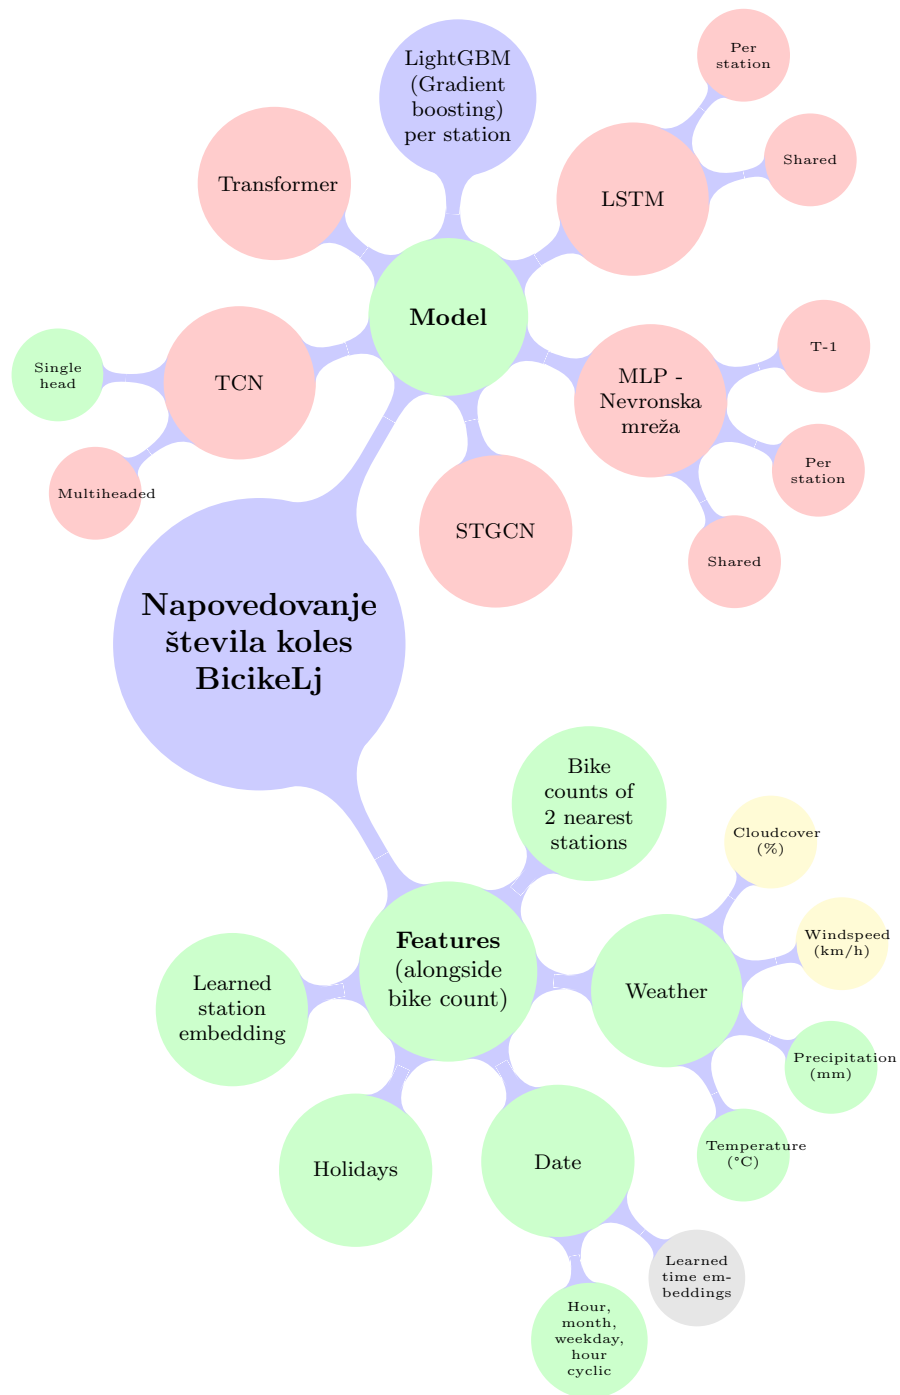 Per
station
LightGBM
(Gradient
boosting)
per station
Shared
Transformer
LSTM
Model
T-1
Single
head
TCN
MLP -
Nevronska
mreža
Per
station
Multiheaded
STGCN
Shared
Napovedovanje
števila koles
BicikeLj
Bike
counts of
2 nearest
stations
Cloudcover
(%)
Features
(alongside
bike count)
Windspeed
(km/h)
Weather
Learned
station
embedding
Precipitation
(mm)
Temperature
(°C)
Holidays
Date
Learned
time em-
beddings
Hour,
month,
weekday,
hour
cyclic